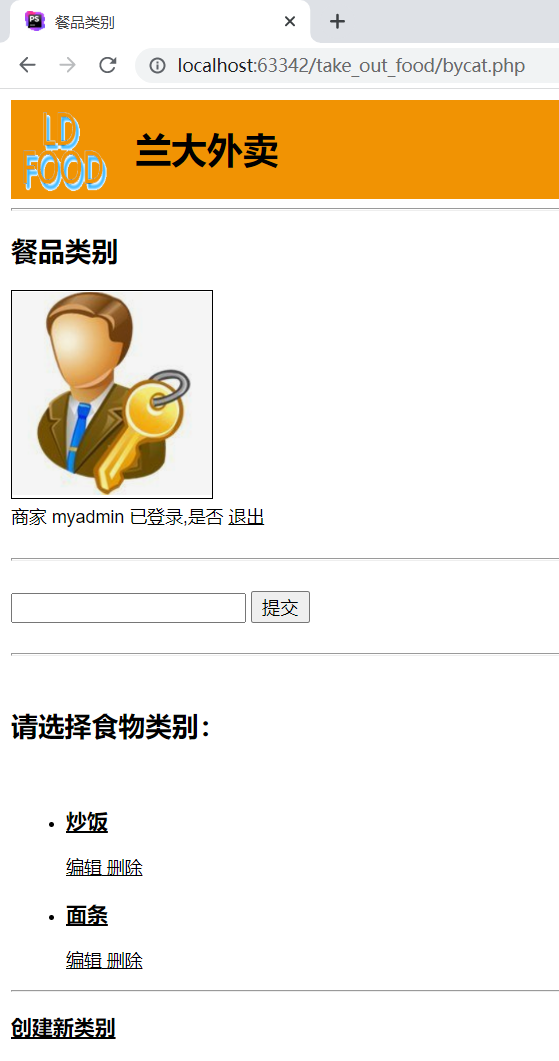 PS
餐品类别
localhost:63342/take_out_food/bycat.php
LD
FOOD
兰大外卖
餐品类别
商家 myadmin 已登录,是否 退出
提交
请选择食物类别：
炒饭
编辑 删除
面条
编辑 删除
创建新类别